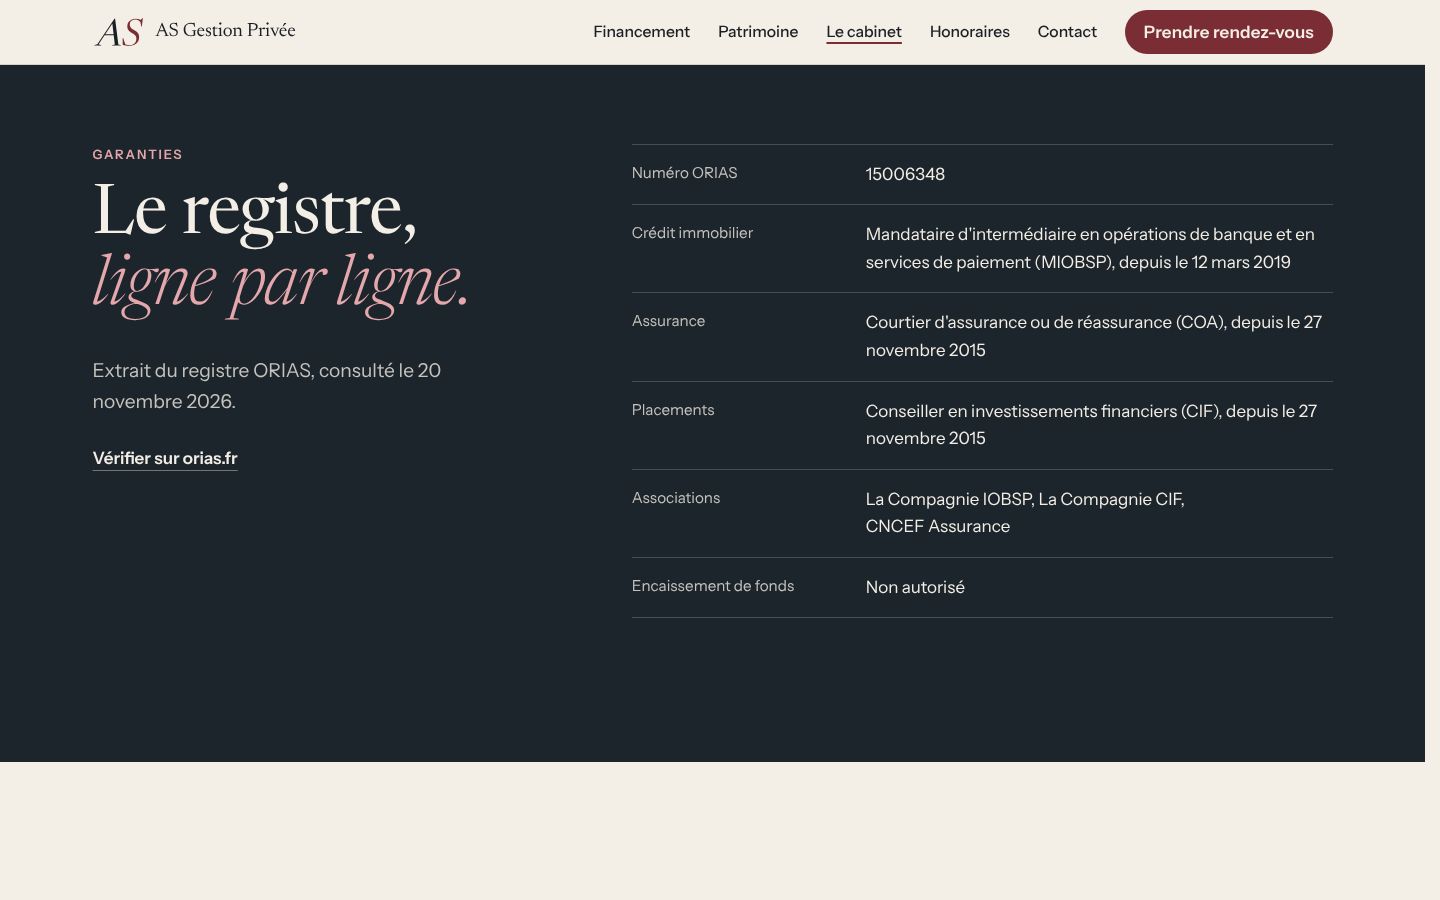 AS AS Gestion Privée
Financement Patrimoine Le cabinet Honoraires Contact Prendre rendez-vous
GARANTIES
Le registre,
ligne par ligne.
Extrait du registre ORIAS, consulté le 20
novembre 2026.
Vérifier sur orias.fr
Numéro ORIAS 15006348
Crédit immobilier Mandataire d'intermédiaire en opérations de banque et en
services de paiement (MIOBSP), depuis le 12 mars 2019
Assurance Courtier d'assurance ou de réassurance (COA), depuis le 27
novembre 2015
Placements Conseiller en investissements financiers (CIF), depuis le 27
novembre 2015
Associations La Compagnie IOBSP, La Compagnie CIF,
CNCEF Assurance
Encaissement de fonds Non autorisé